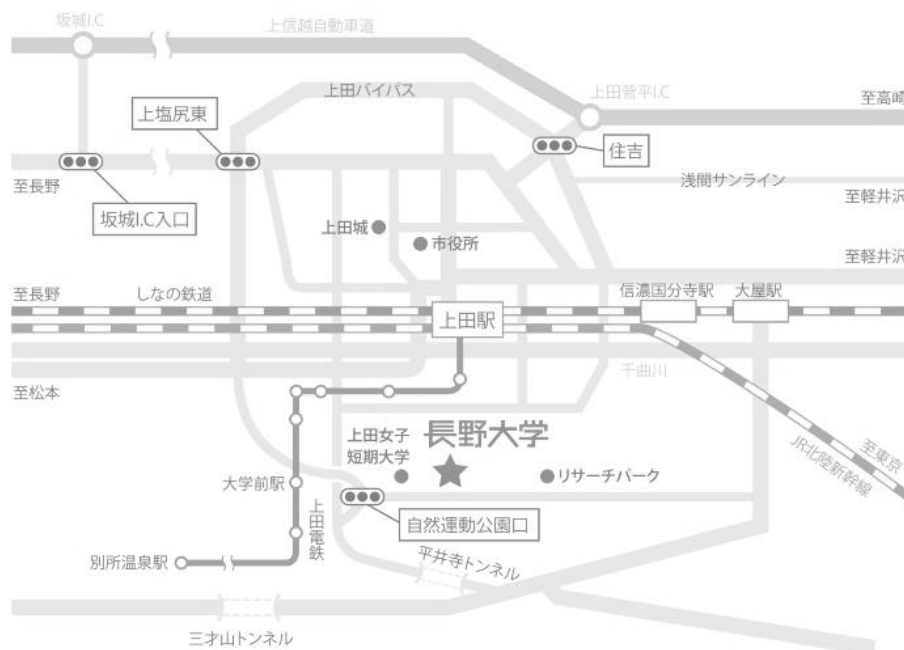 坂城I.C
上信越自動車道
上田バイパス
上田菅平I.C
至高崎
上塩尻東
住吉
至長野
浅間サンライン
至軽井沢
坂城I.C入口
上田城
市役所
至軽井沢
至長野
しなの鉄道
信濃国分寺駅
大屋駅
上田駅
千曲川
至松本
上田女子
短期大学
長野大学
至東京
JR北陸新幹線
大学前駅
リサーチパーク
上田電鉄
自然運動公園口
別所温泉駅
平井寺トンネル
三才山トンネル